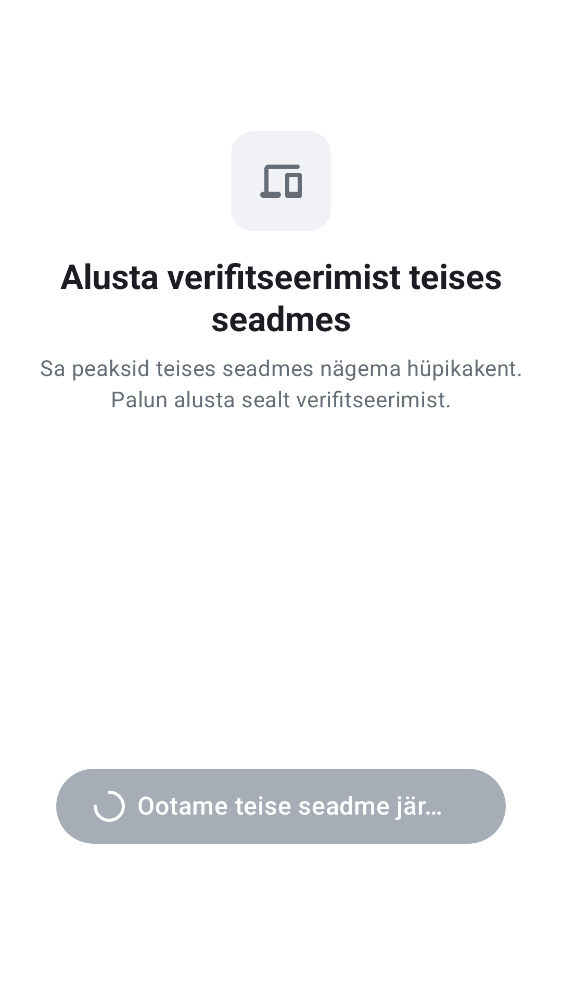 Alusta verifitseerimist teises
seadmes
Sa peaksid teises seadmes nägema hüpikakent.
Palun alusta sealt verifitseerimist.
Ootame teise seadme jär…